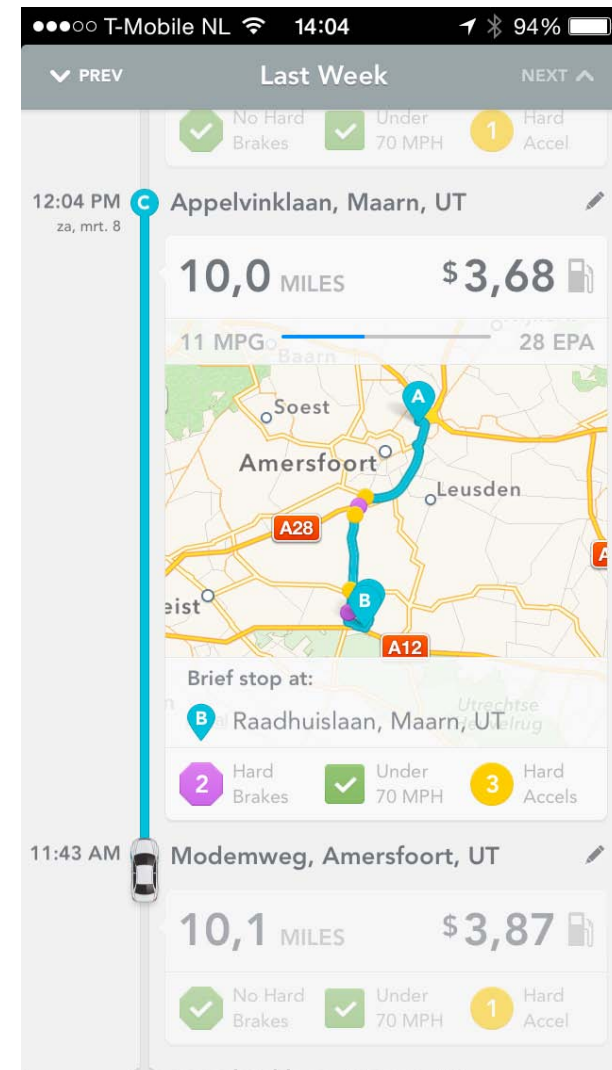 T-Mobile NL 14:04 94%
PREV Last Week NEXT
No Hard Brakes
Under 70 MPH
1 Hard Accel
12:04 PM C Appelvinklaan, Maarn, UT
za, mrt. 8
10,0 MILES $3,68
11 MPG 28 EPA
Baarn
A
Soest
Amersfoort
Leusden
A28
B
eist
A12
Brief stop at:
Utrechtse
B Raadhuislaan, Maarn, UT
2 Hard Brakes
Under 70 MPH
3 Hard Accels
11:43 AM Modemweg, Amersfoort, UT
10,1 MILES $3,87
No Hard Brakes
Under 70 MPH
1 Hard Accel